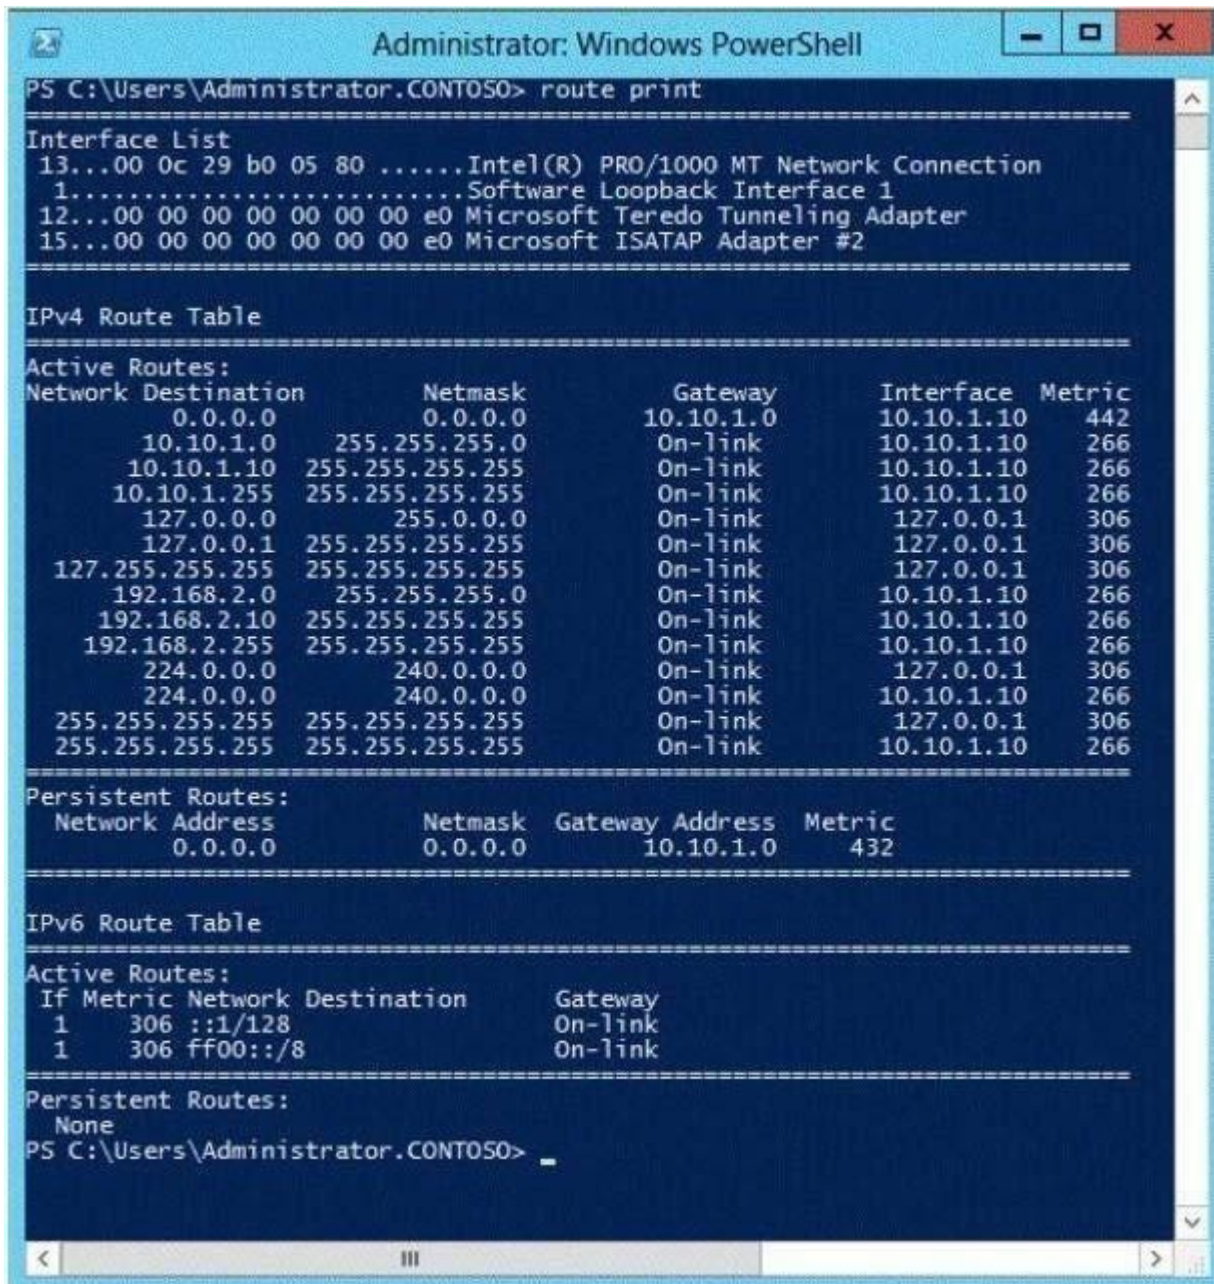 Administrator: Windows PowerShell
PS C:\Users\Administrator.CONTOSO> route print
===========================================================================
Interface List
 13...00 0c 29 b0 05 80 ......Intel(R) PRO/1000 MT Network Connection
  1...........................Software Loopback Interface 1
 12...00 00 00 00 00 00 00 e0 Microsoft Teredo Tunneling Adapter
 15...00 00 00 00 00 00 00 e0 Microsoft ISATAP Adapter #2
===========================================================================
IPv4 Route Table
===========================================================================
Active Routes:
Network Destination        Netmask          Gateway       Interface  Metric
          0.0.0.0          0.0.0.0        10.10.1.0       10.10.1.10    442
        10.10.1.0    255.255.255.0         On-link        10.10.1.10    266
       10.10.1.10  255.255.255.255         On-link        10.10.1.10    266
      10.10.1.255  255.255.255.255         On-link        10.10.1.10    266
        127.0.0.0        255.0.0.0         On-link         127.0.0.1    306
        127.0.0.1  255.255.255.255         On-link         127.0.0.1    306
  127.255.255.255  255.255.255.255         On-link         127.0.0.1    306
      192.168.2.0    255.255.255.0         On-link        10.10.1.10    266
     192.168.2.10  255.255.255.255         On-link        10.10.1.10    266
    192.168.2.255  255.255.255.255         On-link        10.10.1.10    266
        224.0.0.0        240.0.0.0         On-link         127.0.0.1    306
        224.0.0.0        240.0.0.0         On-link        10.10.1.10    266
  255.255.255.255  255.255.255.255         On-link         127.0.0.1    306
  255.255.255.255  255.255.255.255         On-link        10.10.1.10    266
===========================================================================
Persistent Routes:
  Network Address          Netmask  Gateway Address  Metric
          0.0.0.0          0.0.0.0        10.10.1.0     432
===========================================================================
IPv6 Route Table
===========================================================================
Active Routes:
 If Metric Network Destination      Gateway
  1    306 ::1/128                  On-link
  1    306 ff00::/8                 On-link
===========================================================================
Persistent Routes:
  None
PS C:\Users\Administrator.CONTOSO> _